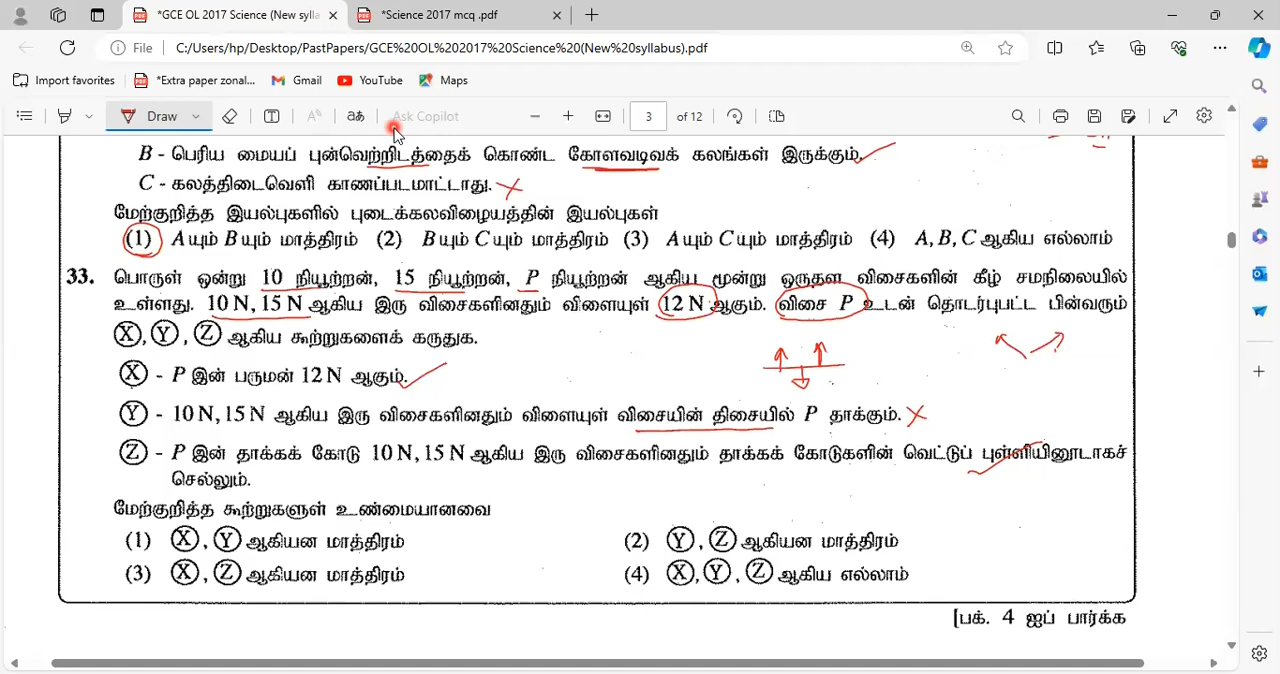 *GCE OL 2017 Science (New sylla
*Science 2017 mcq .pdf
File
C:/Users/hp/Desktop/PastPapers/GCE%20OL%202017%20Science%20(New%20syllabus).pdf
Import favorites
*Extra paper zonal...
Gmail
YouTube
Maps
Draw
Ask Copilot
3 of 12
B - பெரிய மையப் புன்வெற்றிடத்தைக் கொண்ட கோளவடிவக் கலங்கள் இருக்கும்.
C - கலத்திடைவெளி காணப்படமாட்டாது.
மேற்குறித்த இயல்புகளில் புடைக்கலவிழையத்தின் இயல்புகள்
(1) A யும் B யும் மாத்திரம் (2) B யும் C யும் மாத்திரம் (3) A யும் C யும் மாத்திரம் (4) A, B, C ஆகிய எல்லாம்
33. பொருள் ஒன்று 10 நியூற்றன், 15 நியூற்றன், P நியூற்றன் ஆகிய மூன்று ஒருதள விசைகளின் கீழ் சமநிலையில்
உள்ளது. 10 N, 15 N ஆகிய இரு விசைகளினதும் விளையுள் 12 N ஆகும். விசை P உடன் தொடர்புபட்ட பின்வரும்
X, Y, Z ஆகிய கூற்றுகளைக் கருதுக.
X - P இன் பருமன் 12 N ஆகும்.
Y - 10 N, 15 N ஆகிய இரு விசைகளினதும் விளையுள் விசையின் திசையில் P தாக்கும்.
Z - P இன் தாக்கக் கோடு 10 N, 15 N ஆகிய இரு விசைகளினதும் தாக்கக் கோடுகளின் வெட்டுப் புள்ளியினூடாகச்
செல்லும்.
மேற்குறித்த கூற்றுகளுள் உண்மையானவை
(1) X, Y ஆகியன மாத்திரம் (2) Y, Z ஆகியன மாத்திரம்
(3) X, Z ஆகியன மாத்திரம் (4) X, Y, Z ஆகிய எல்லாம்
[பக். 4 ஐப் பார்க்க